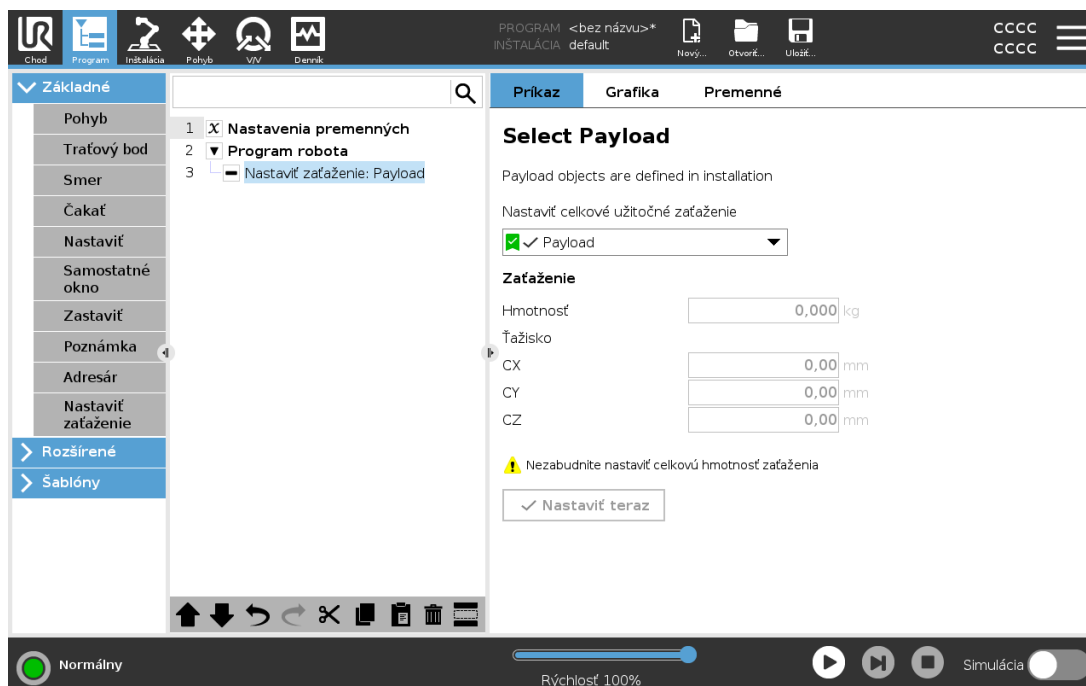 PROGRAM <bez názvu>*
INŠTALÁCIA default
Chod
Program
Inštalácia
Pohyb
V/V
Denník
Nový...
Otvoriť...
Uložiť...
CCCC
CCCC
Základné
Pohyb
Traťový bod
Smer
Čakať
Nastaviť
Samostatné
okno
Zastaviť
Poznámka
Adresár
Nastaviť
zaťaženie
Rozšírené
Šablóny
1 X Nastavenia premenných
2 Program robota
3 Nastaviť zaťaženie: Payload
Príkaz Grafika Premenné
Select Payload
Payload objects are defined in installation
Nastaviť celkové užitočné zaťaženie
Payload
Zaťaženie
Hmotnosť 0,000 kg
Ťažisko
CX 0,00 mm
CY 0,00 mm
CZ 0,00 mm
Nezabudnite nastaviť celkovú hmotnosť zaťaženia
Nastaviť teraz
Normálny
Rýchlosť 100%
Simulácia